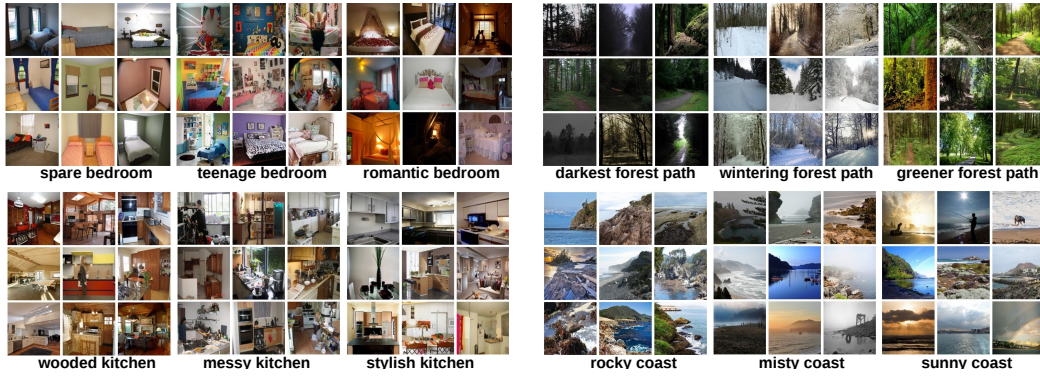 spare bedroom
teenage bedroom
romantic bedroom
darkest forest path
wintering forest path
greener forest path
wooded kitchen
messy kitchen
stylish kitchen
rocky coast
misty coast
sunny coast